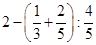 2 − (1/3 + 2/5) : 4/5